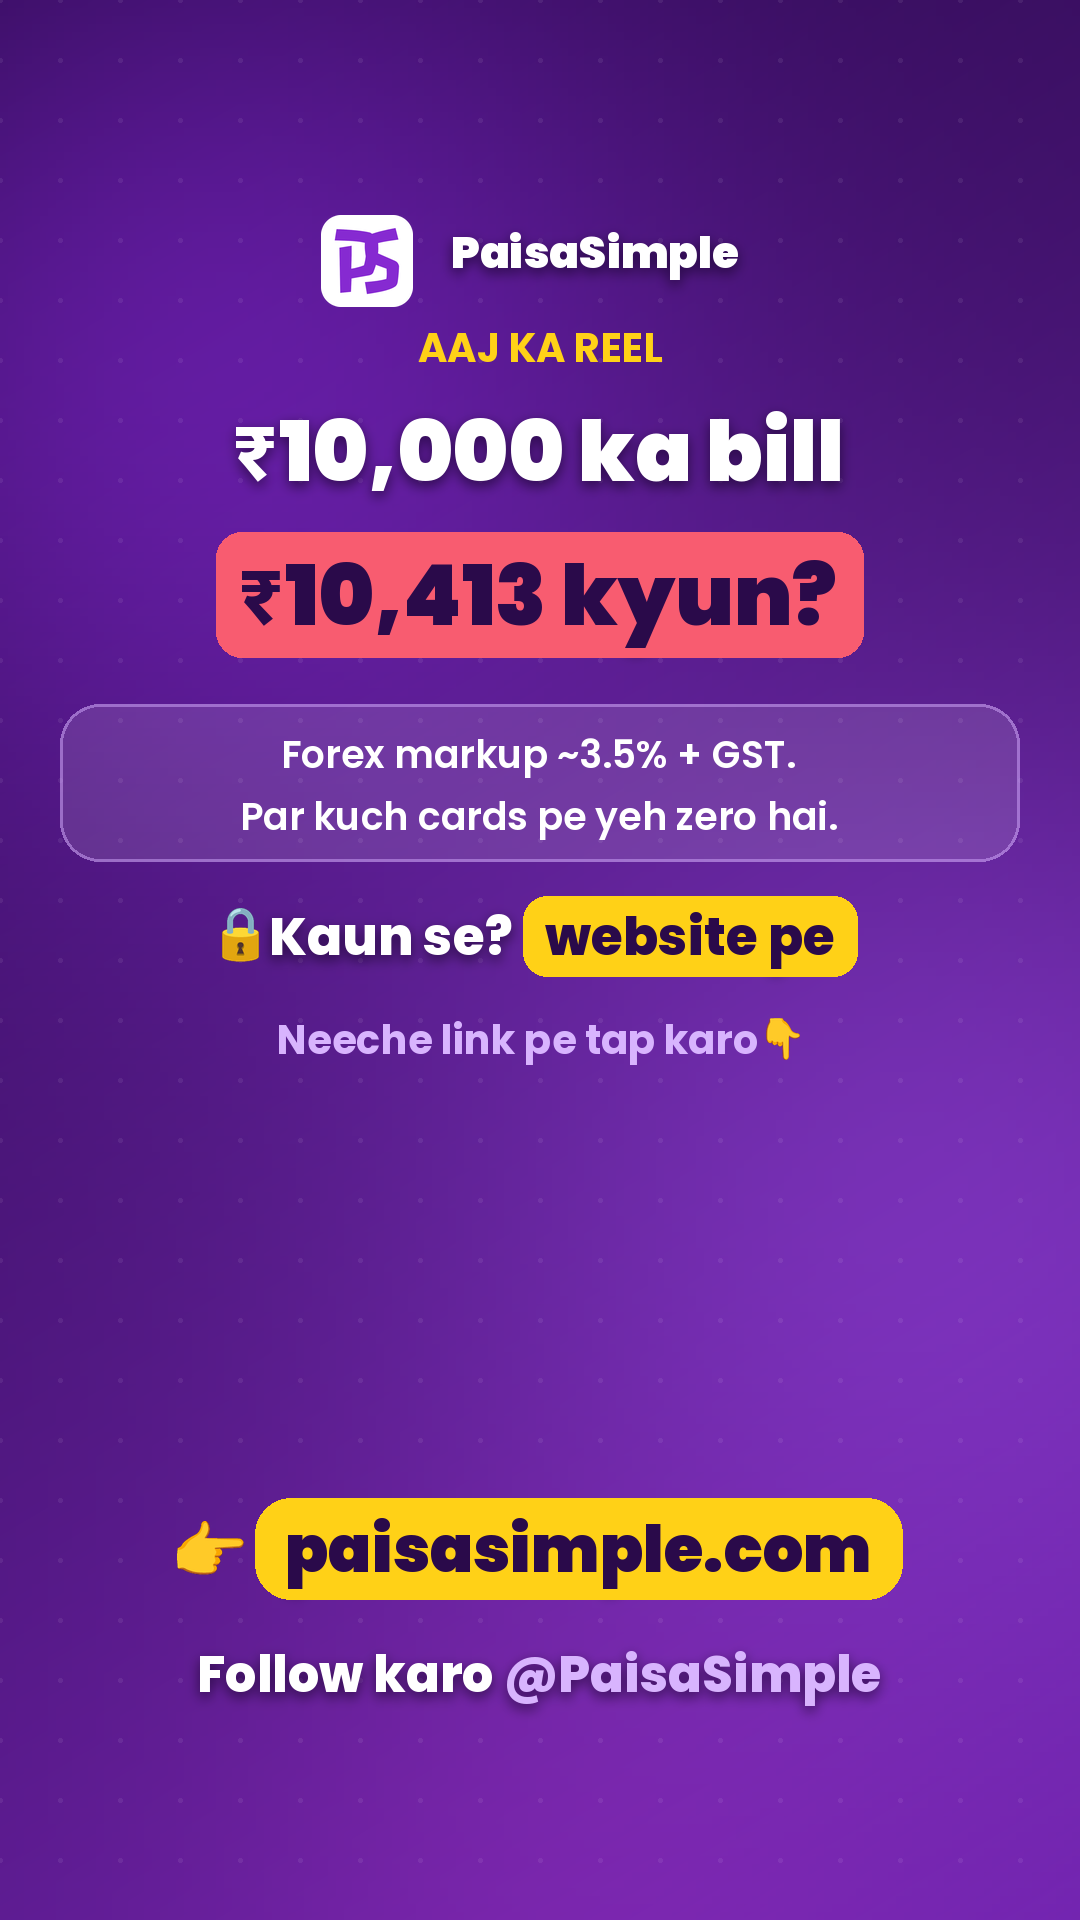 PS PaisaSimple
AAJ KA REEL
₹10,000 ka bill
₹10,413 kyun?
Forex markup ~3.5% + GST.
Par kuch cards pe yeh zero hai.
🔒Kaun se? website pe
Neeche link pe tap karo👇
👉 paisasimple.com
Follow karo @PaisaSimple